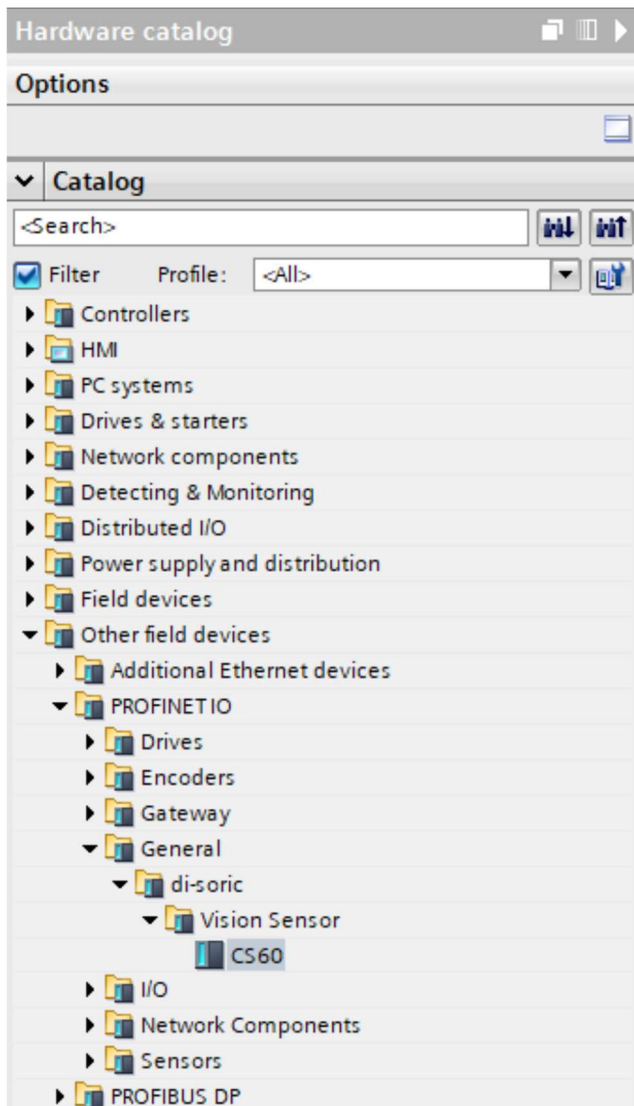 Hardware catalog
Options
Catalog
<Search>
Filter Profile: <All>
Controllers
HMI
PC systems
Drives & starters
Network components
Detecting & Monitoring
Distributed I/O
Power supply and distribution
Field devices
Other field devices
Additional Ethernet devices
PROFINET IO
Drives
Encoders
Gateway
General
di-soric
Vision Sensor
CS60
I/O
Network Components
Sensors
PROFIBUS DP